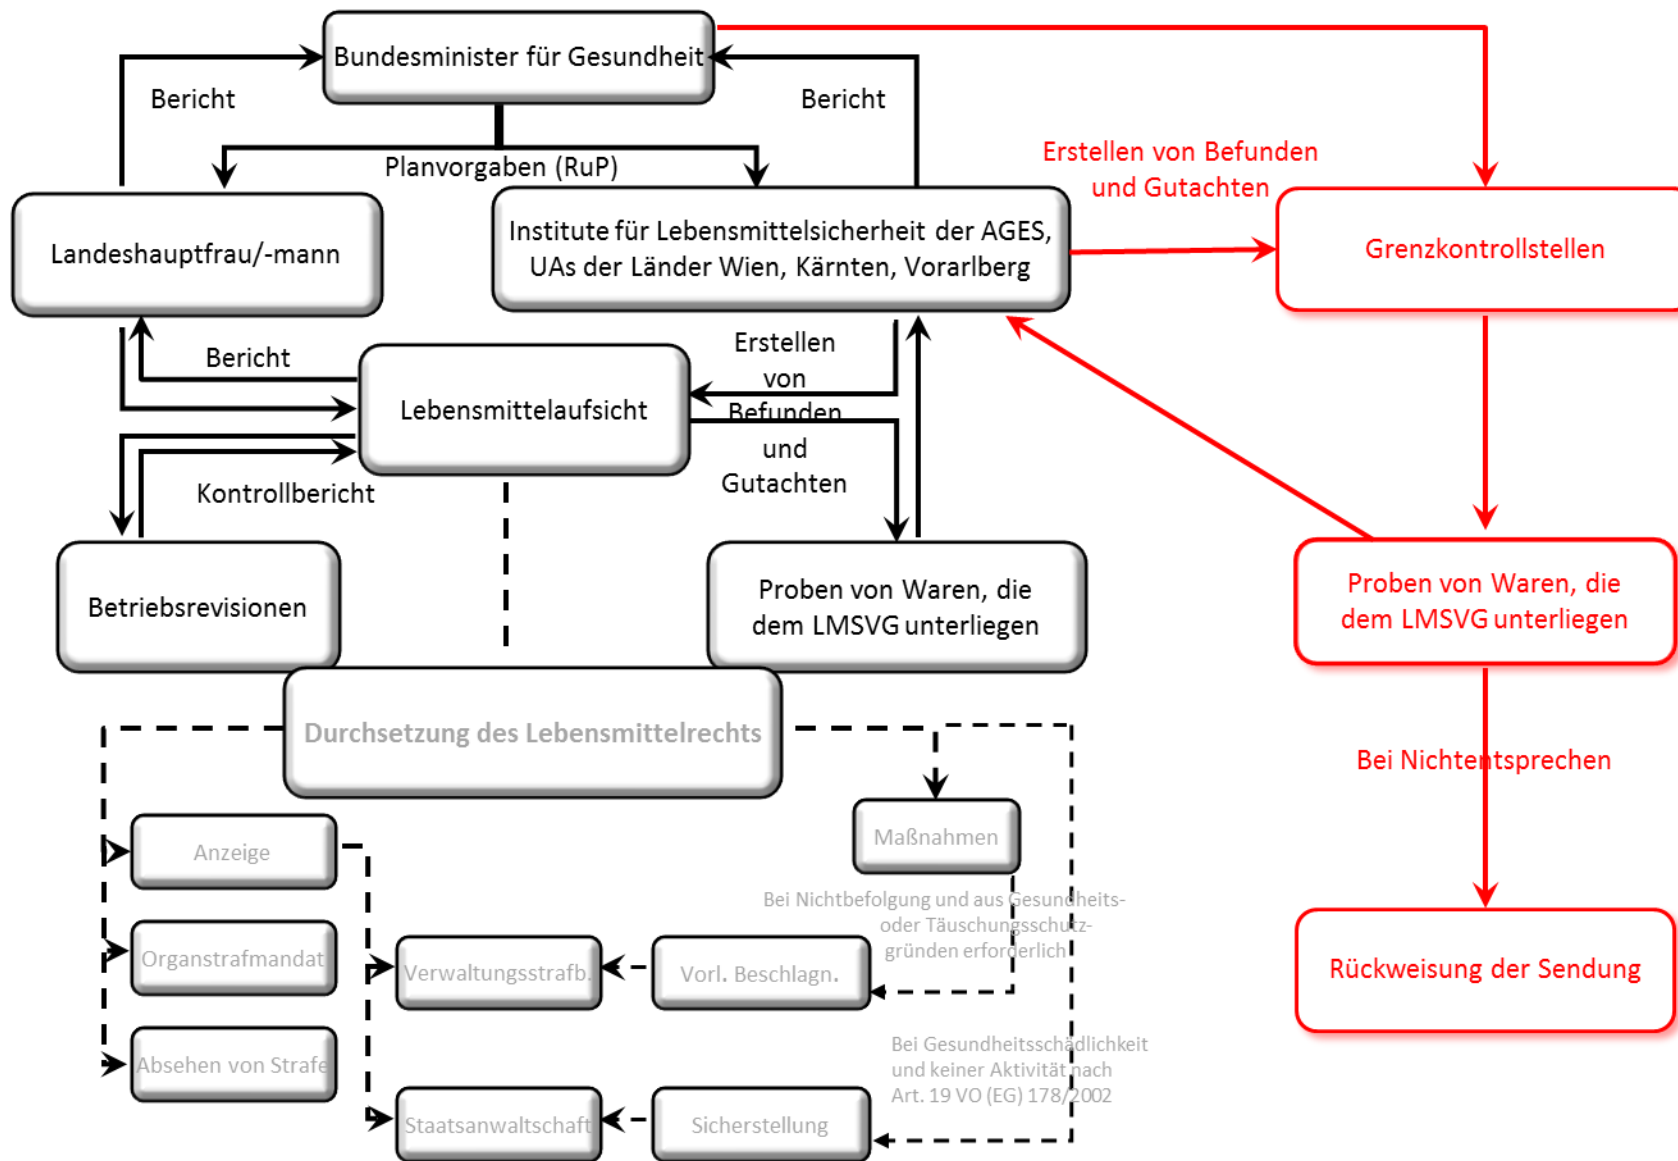 Bundesminister für Gesundheit
Bericht
Bericht
Planvorgaben (RuP)
Erstellen von Befunden
und Gutachten
Landeshauptfrau/-mann
Institute für Lebensmittelsicherheit der AGES,
UAs der Länder Wien, Kärnten, Vorarlberg
Grenzkontrollstellen
Bericht
Erstellen
von
Befunden
und
Gutachten
Lebensmittelaufsicht
Kontrollbericht
Betriebsrevisionen
Proben von Waren, die
dem LMSVG unterliegen
Proben von Waren, die
dem LMSVG unterliegen
Durchsetzung des Lebensmittelrechts
Bei Nichtentsprechen
Anzeige
Maßnahmen
Bei Nichtbefolgung und aus Gesundheits-
oder Täuschungsschutz-
gründen erforderlich
Organstrafmandat
Verwaltungsstrafb.
Vorl. Beschlagn.
Rückweisung der Sendung
Absehen von Strafe
Bei Gesundheitsschädlichkeit
und keiner Aktivität nach
Art. 19 VO (EG) 178/2002
Staatsanwaltschaft
Sicherstellung